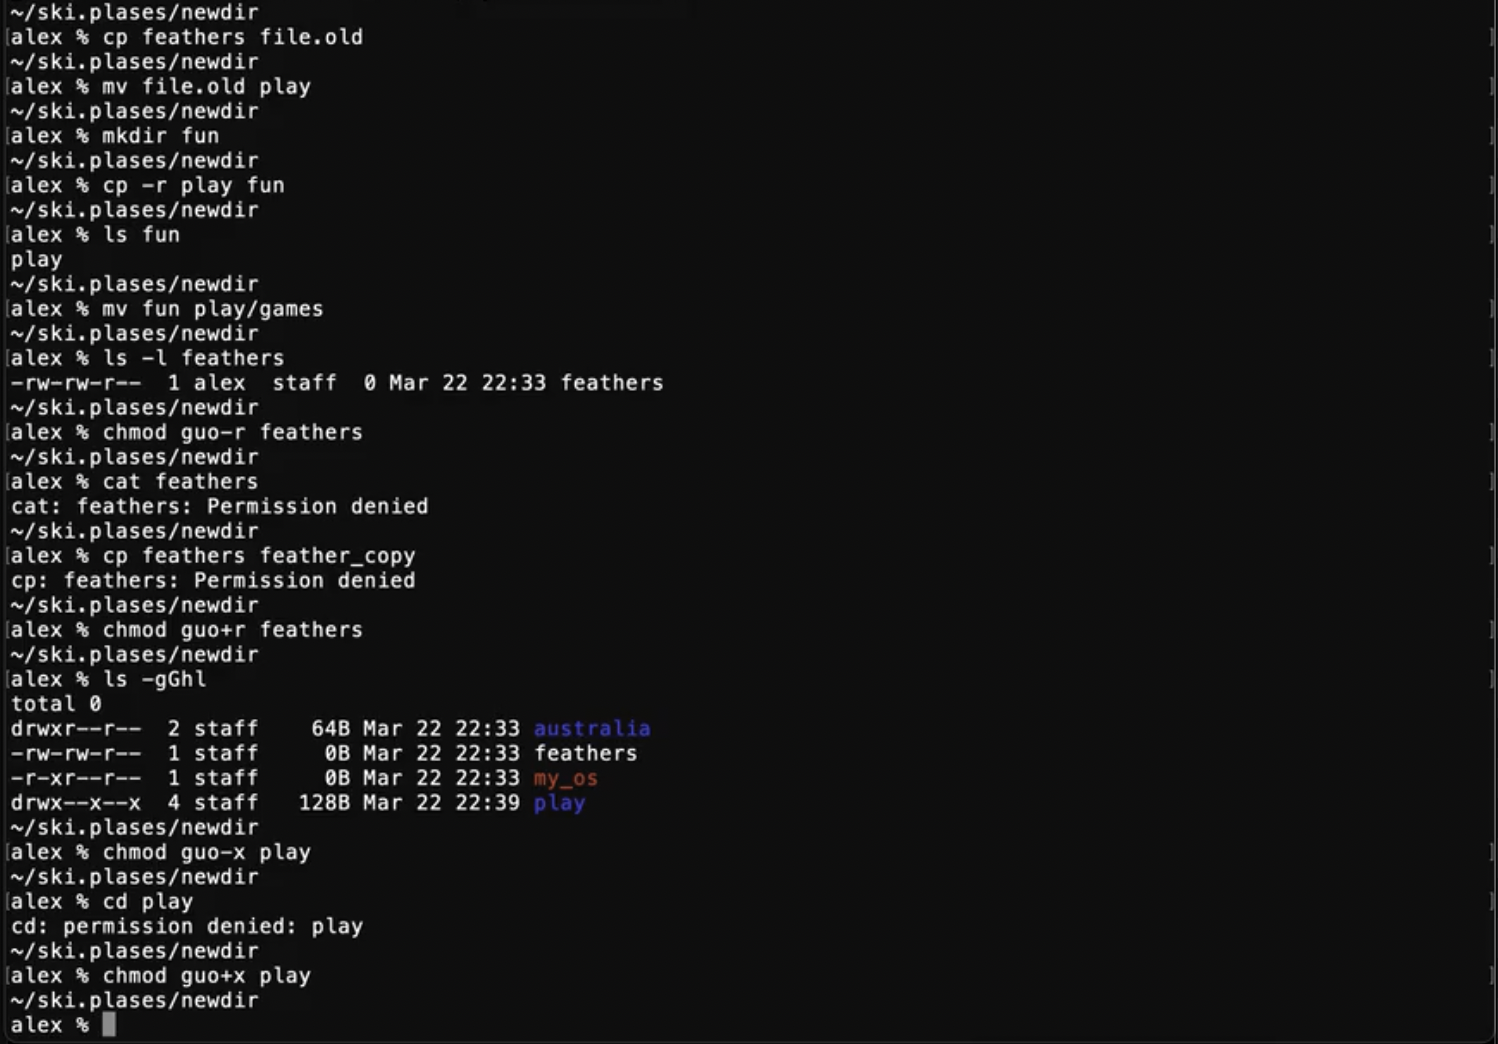 ~/ski.plases/newdir
alex % cp feathers file.old
~/ski.plases/newdir
alex % mv file.old play
~/ski.plases/newdir
alex % mkdir fun
~/ski.plases/newdir
alex % cp -r play fun
~/ski.plases/newdir
alex % ls fun
play
~/ski.plases/newdir
alex % mv fun play/games
~/ski.plases/newdir
alex % ls -l feathers
-rw-rw-r--  1 alex  staff  0 Mar 22 22:33 feathers
~/ski.plases/newdir
alex % chmod guo-r feathers
~/ski.plases/newdir
alex % cat feathers
cat: feathers: Permission denied
~/ski.plases/newdir
alex % cp feathers feather_copy
cp: feathers: Permission denied
~/ski.plases/newdir
alex % chmod guo+r feathers
~/ski.plases/newdir
alex % ls -gGhl
total 0
drwxr--r--  2 staff    64B Mar 22 22:33 australia
-rw-rw-r--  1 staff     0B Mar 22 22:33 feathers
-r-xr--r--  1 staff     0B Mar 22 22:33 my_os
drwx--x--x  4 staff   128B Mar 22 22:39 play
~/ski.plases/newdir
alex % chmod guo-x play
~/ski.plases/newdir
alex % cd play
cd: permission denied: play
~/ski.plases/newdir
alex % chmod guo+x play
~/ski.plases/newdir
alex %